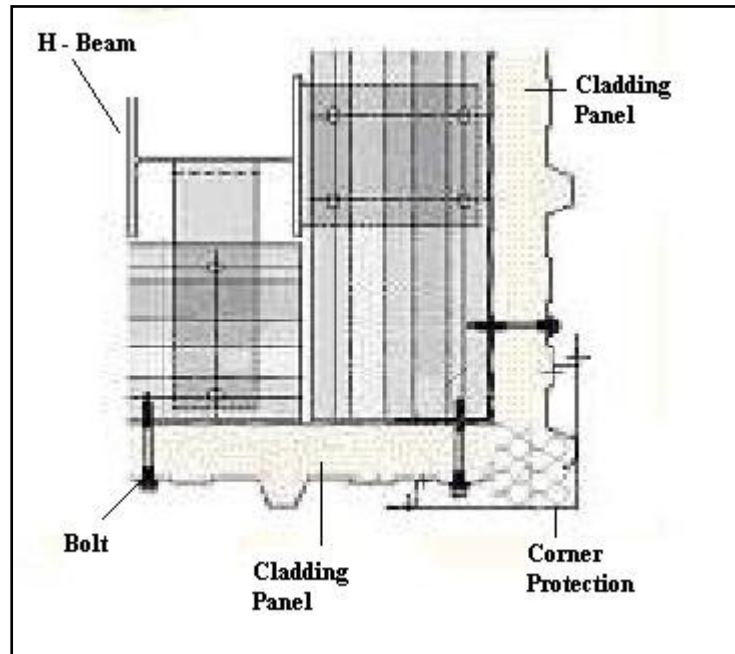 H - Beam
Cladding
Panel
Bolt
Cladding
Panel
Corner
Protection